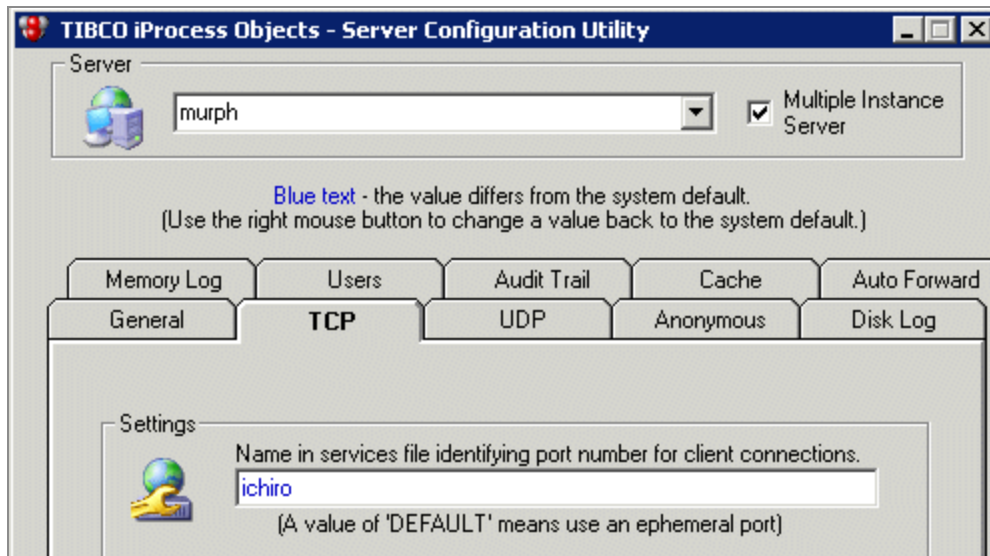 TIBCO iProcess Objects - Server Configuration Utility
Server
murph
Multiple Instance
Server
Blue text - the value differs from the system default.
(Use the right mouse button to change a value back to the system default.)
Memory Log Users Audit Trail Cache Auto Forward
General TCP UDP Anonymous Disk Log
Settings
Name in services file identifying port number for client connections.
ichiro
(A value of 'DEFAULT' means use an ephemeral port)